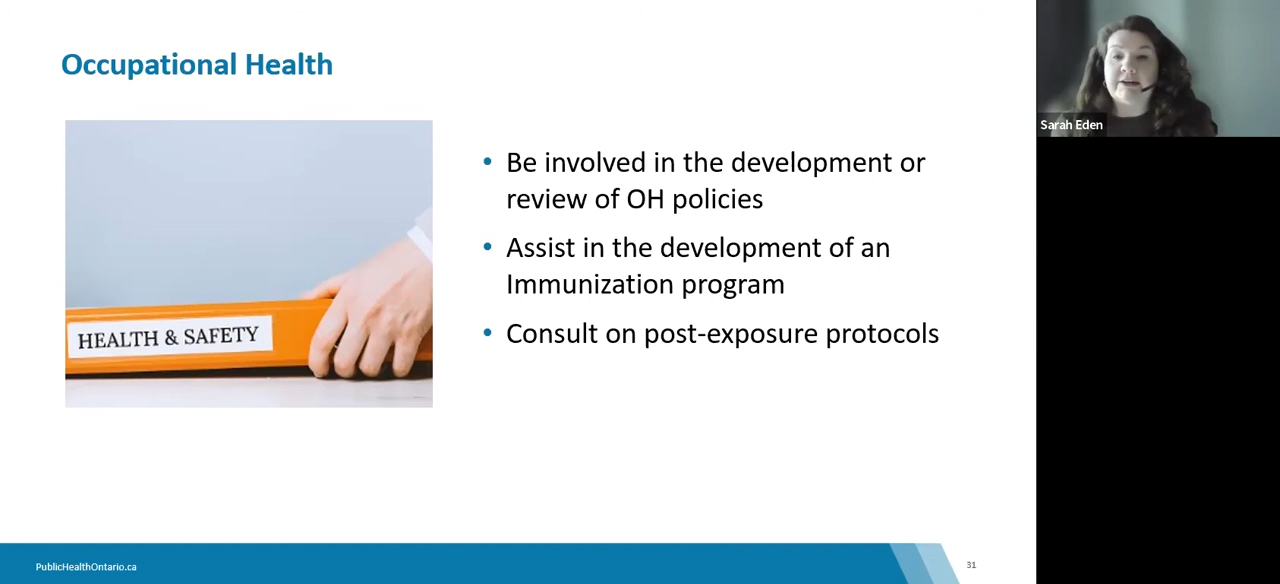 Occupational Health
Sarah Eden
• Be involved in the development or
review of OH policies
• Assist in the development of an
Immunization program
• Consult on post-exposure protocols
HEALTH & SAFETY
PublicHealthOntario.ca
31